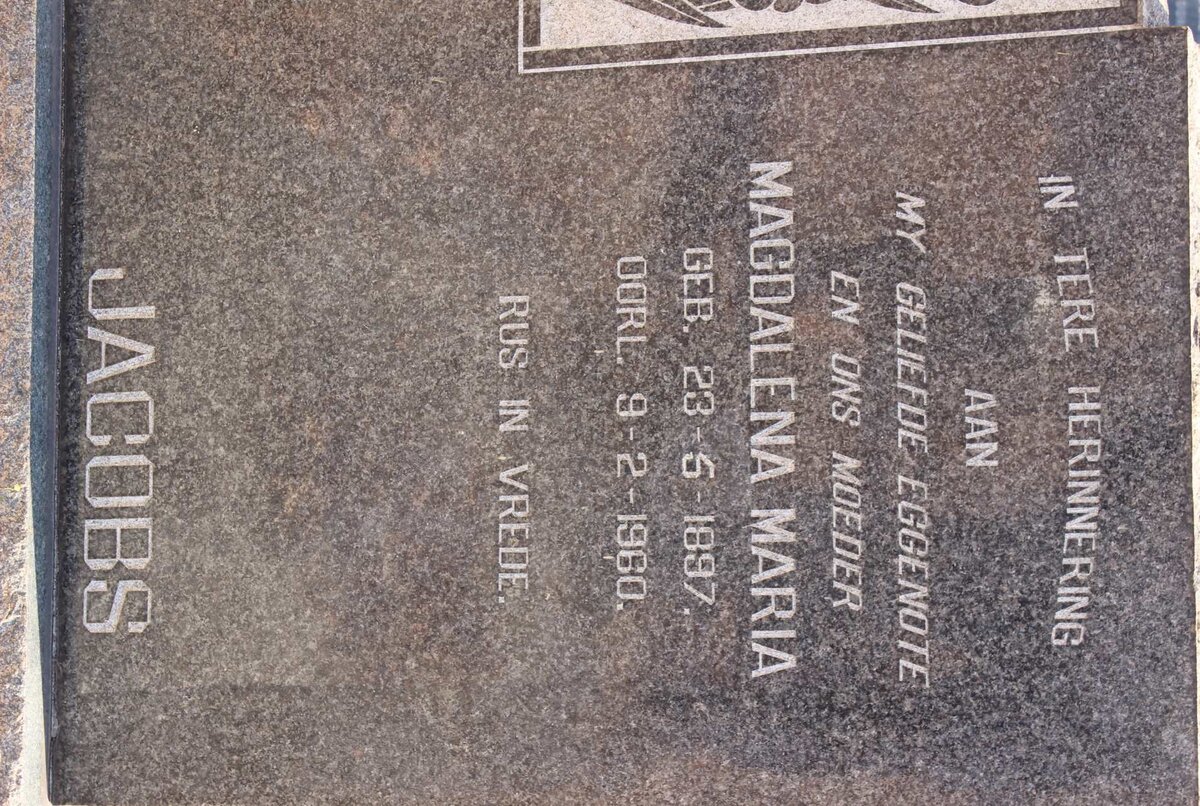 IN TERE HERINNERING
AAN
MY GELIEFDE EGGENOTE
EN ONS MOEDER
MAGDALENA MARIA
GEB. 23-6-1897.
OORL. 9-2-1980.
RUS IN VREDE.
JACOBS